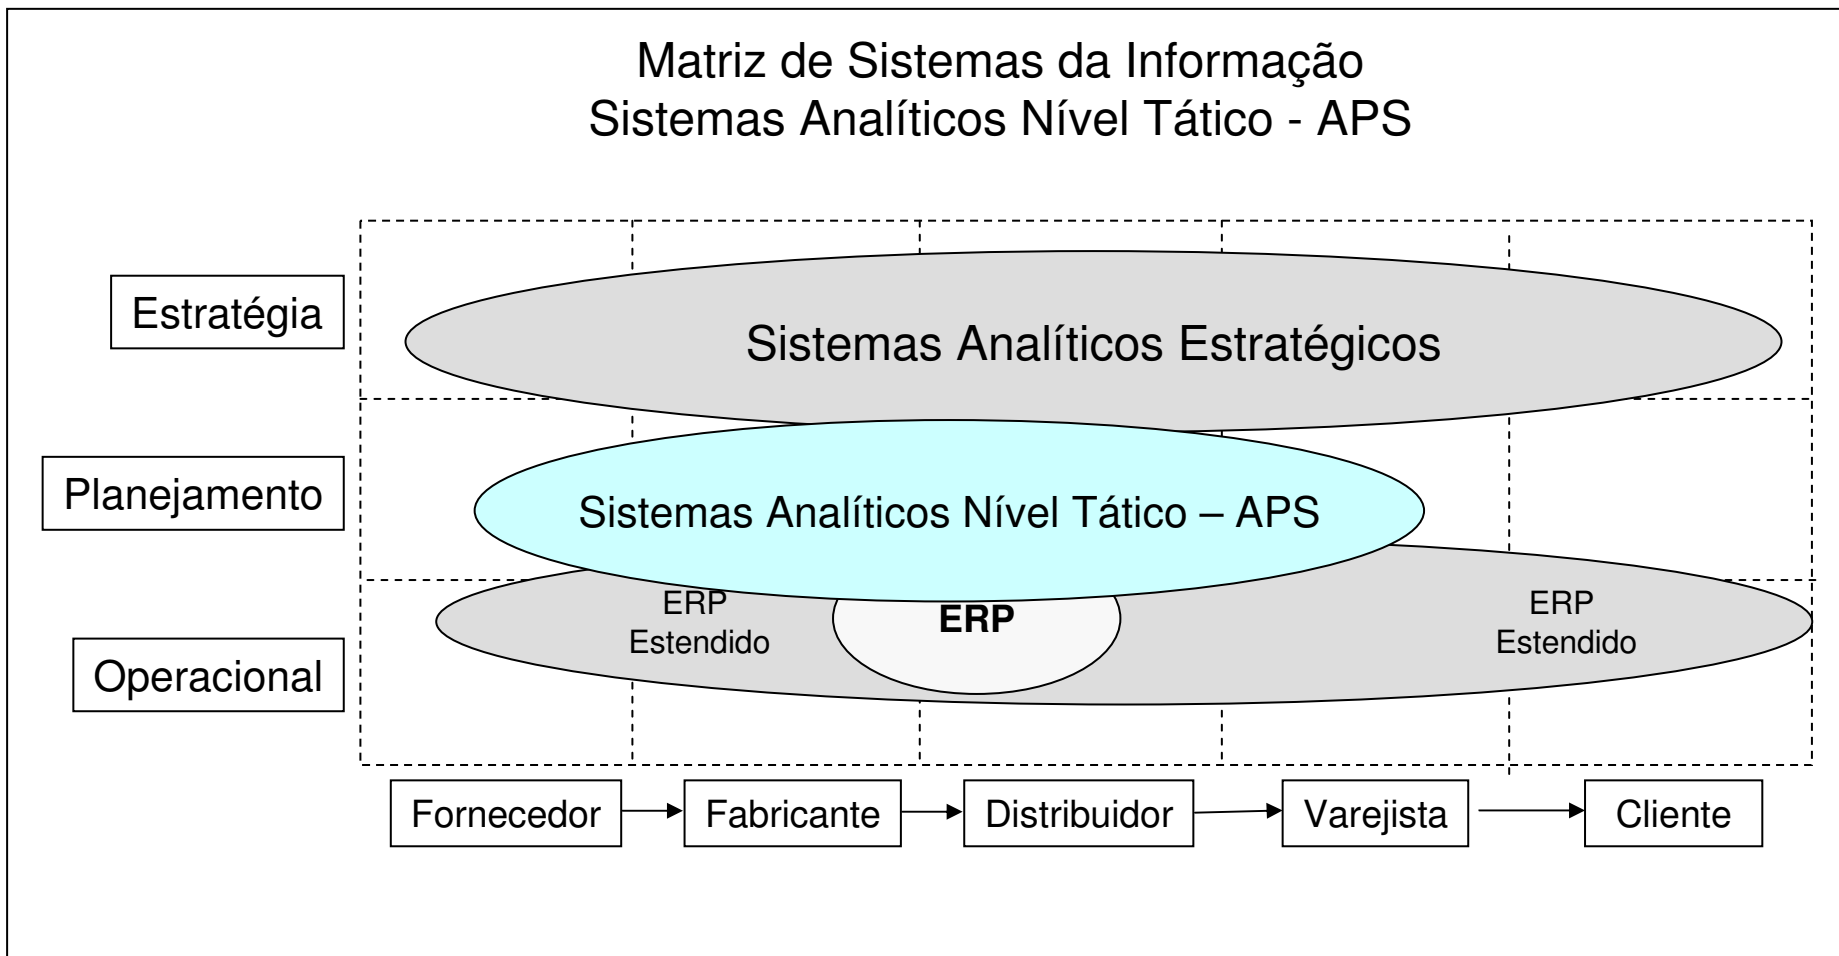 Matriz de Sistemas da Informação
Sistemas Analíticos Nível Tático - APS
Estratégia
Sistemas Analíticos Estratégicos
Planejamento
Sistemas Analíticos Nível Tático – APS
Operacional
ERP
Estendido
ERP
ERP
Estendido
Fornecedor
Fabricante
Distribuidor
Varejista
Cliente